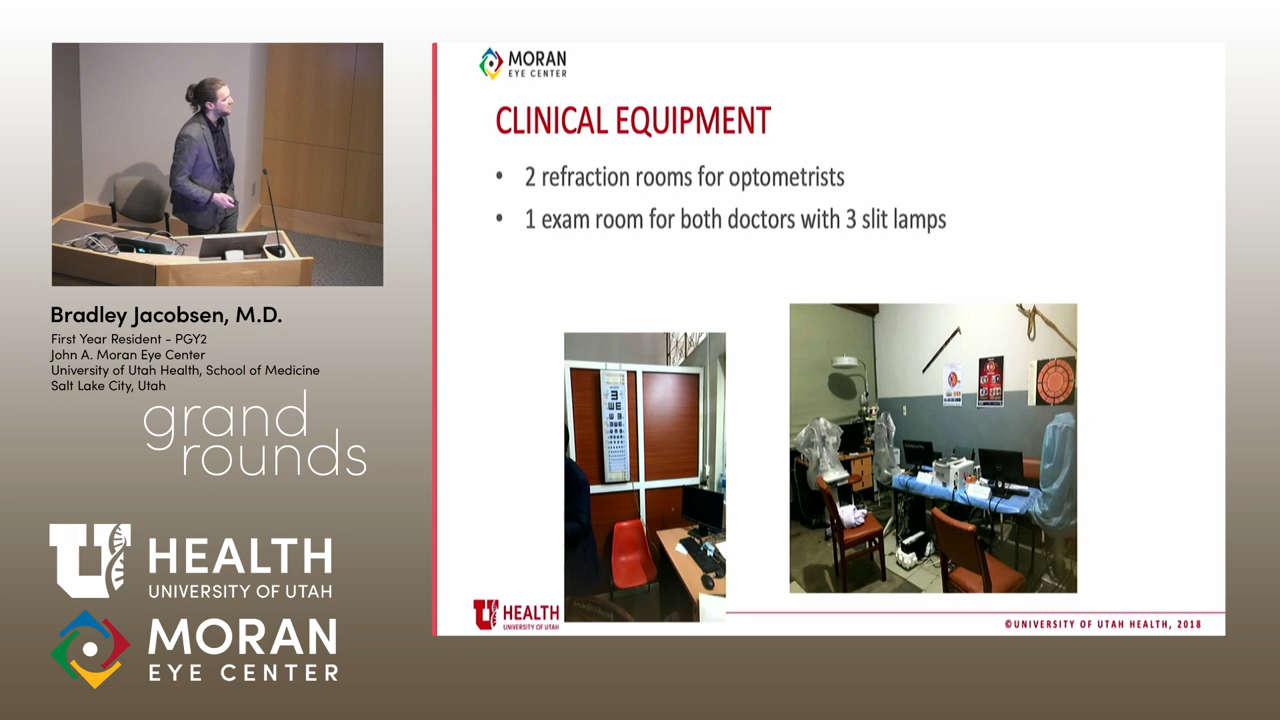 MORAN
EYE CENTER
CLINICAL EQUIPMENT
• 2 refraction rooms for optometrists
• 1 exam room for both doctors with 3 slit lamps
Bradley Jacobsen, M.D.
First Year Resident - PGY2
John A. Moran Eye Center
University of Utah Health, School of Medicine
Salt Lake City, Utah
grand
rounds
U HEALTH
UNIVERSITY OF UTAH
MORAN
EYE CENTER
U HEALTH
UNIVERSITY OF UTAH
©UNIVERSITY OF UTAH HEALTH, 2018